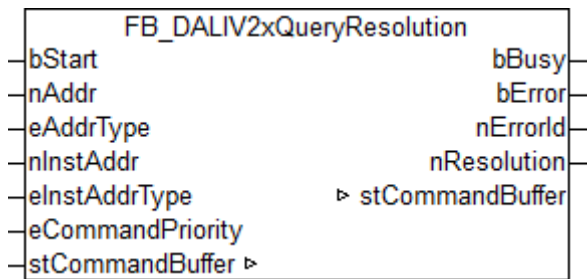 FB_DALIV2xQueryResolution
bStart bBusy
nAddr bError
eAddrType nErrorId
nInstAddr nResolution
eInstAddrType stCommandBuffer
eCommandPriority
stCommandBuffer